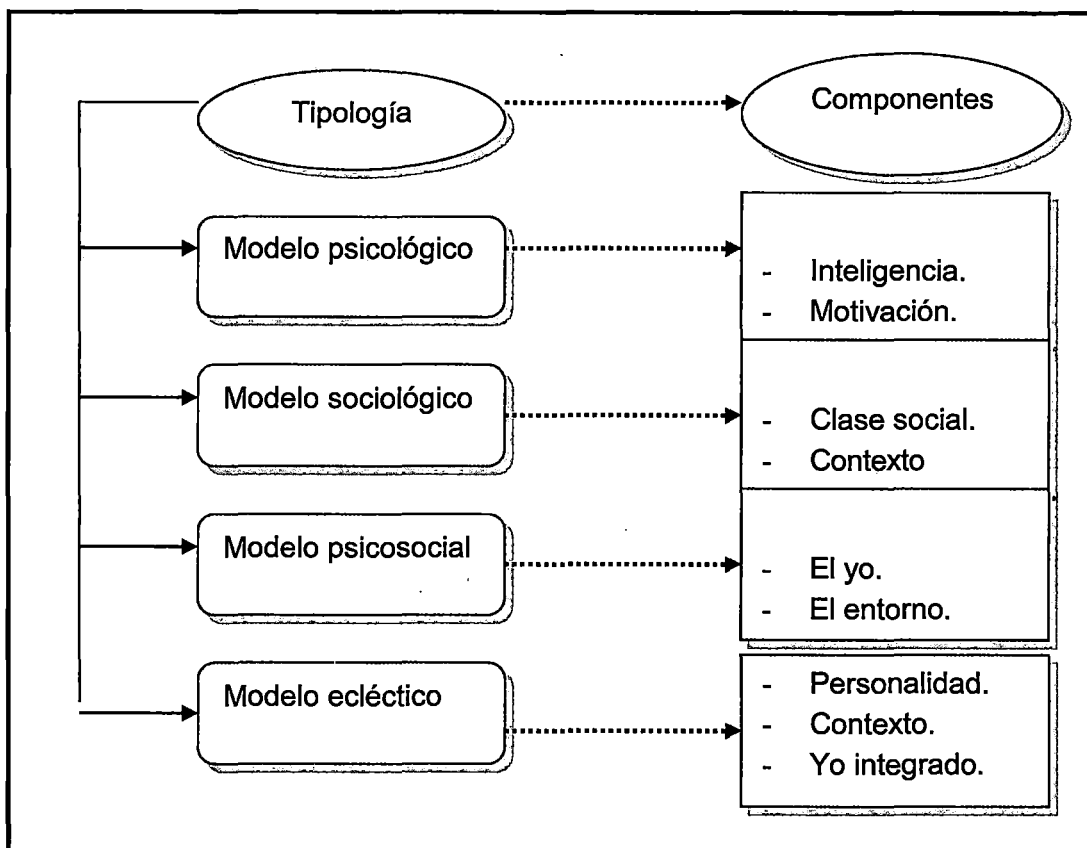 Tipología
Componentes
Modelo psicológico
- Inteligencia.
- Motivación.
Modelo sociológico
- Clase social.
- Contexto
Modelo psicosocial
- El yo.
- El entorno.
Modelo ecléctico
- Personalidad.
- Contexto.
- Yo integrado.